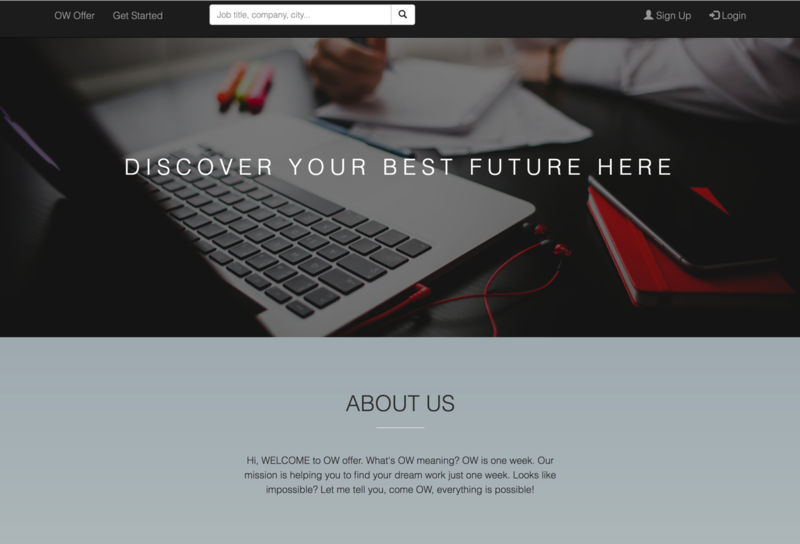 OW Offer Get Started Job title, company, city... Sign Up Login
DISCOVER YOUR BEST FUTURE HERE
ABOUT US
Hi, WELCOME to OW offer. What's OW meaning? OW is one week. Our
mission is helping you to find your dream work just one week. Looks like
impossible? Let me tell you, come OW, everything is possible!